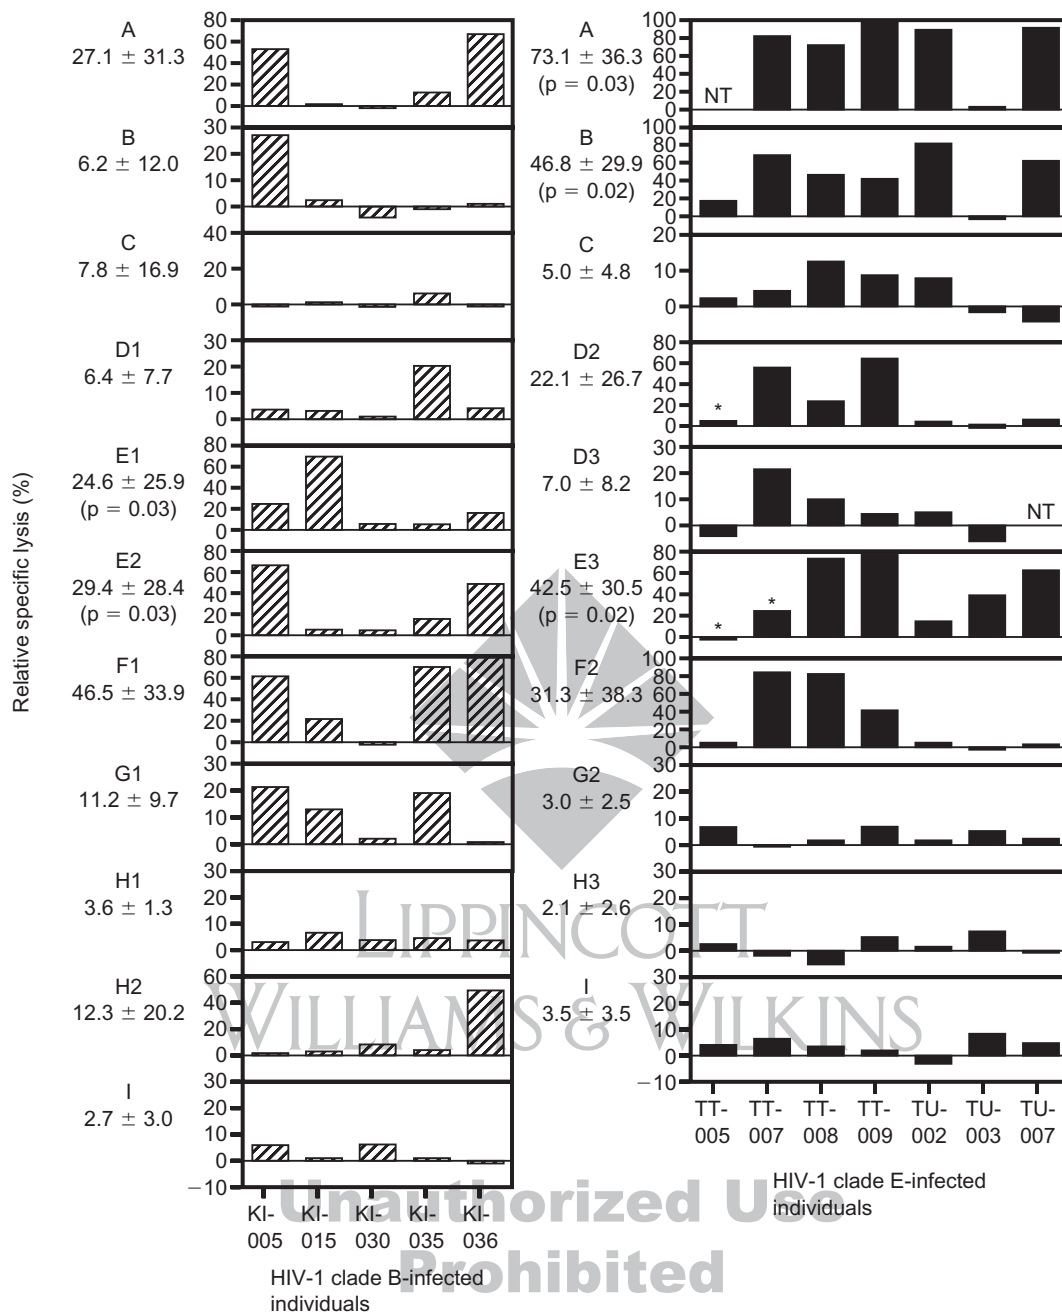 Relative specific lysis (%)
A
27.1 ± 31.3
80
60
40
20
0
B
6.2 ± 12.0
30
20
10
0
C
7.8 ± 16.9
40
20
0
D1
6.4 ± 7.7
30
20
10
0
E1
24.6 ± 25.9
(p = 0.03)
80
60
40
20
0
E2
29.4 ± 28.4
(p = 0.03)
80
60
40
20
0
F1
46.5 ± 33.9
80
60
40
20
0
G1
11.2 ± 9.7
30
20
10
0
H1
3.6 ± 1.3
30
20
10
0
H2
12.3 ± 20.2
60
40
20
0
I
2.7 ± 3.0
30
20
10
0
−10
KI- KI- KI- KI- KI-
005 015 030 035 036
HIV-1 clade B-infected
individuals
A
73.1 ± 36.3
(p = 0.03)
100
80
60
40
20
0
NT
B
46.8 ± 29.9
(p = 0.02)
100
80
60
40
20
0
C
5.0 ± 4.8
20
10
0
D2
22.1 ± 26.7
80
60
40
20
0
*
D3
7.0 ± 8.2
30
20
10
0
NT
E3
42.5 ± 30.5
(p = 0.02)
80
60
40
20
0
*
*
F2
31.3 ± 38.3
100
80
60
40
20
0
G2
3.0 ± 2.5
30
20
10
0
H3
2.1 ± 2.6
30
20
10
0
I
3.5 ± 3.5
30
20
10
0
−10
TT- TT- TT- TT- TU- TU- TU-
005 007 008 009 002 003 007
HIV-1 clade E-infected
individuals
LIPPINCOTT
WILLIAMS & WILKINS
Unauthorized Use
Prohibited